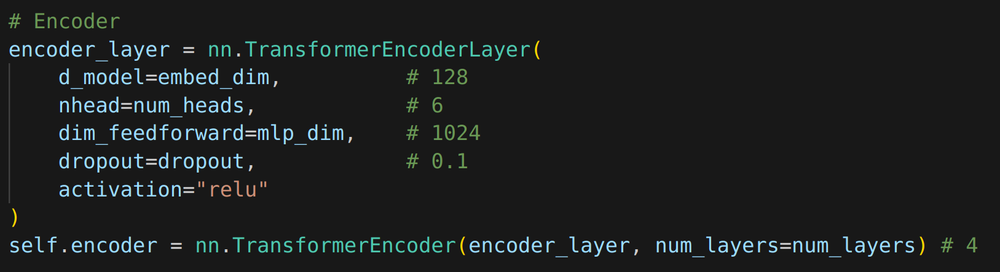 # Encoder
encoder_layer = nn.TransformerEncoderLayer(
    d_model=embed_dim,          # 128
    nhead=num_heads,            # 6
    dim_feedforward=mlp_dim,    # 1024
    dropout=dropout,            # 0.1
    activation="relu"
)
self.encoder = nn.TransformerEncoder(encoder_layer, num_layers=num_layers) # 4